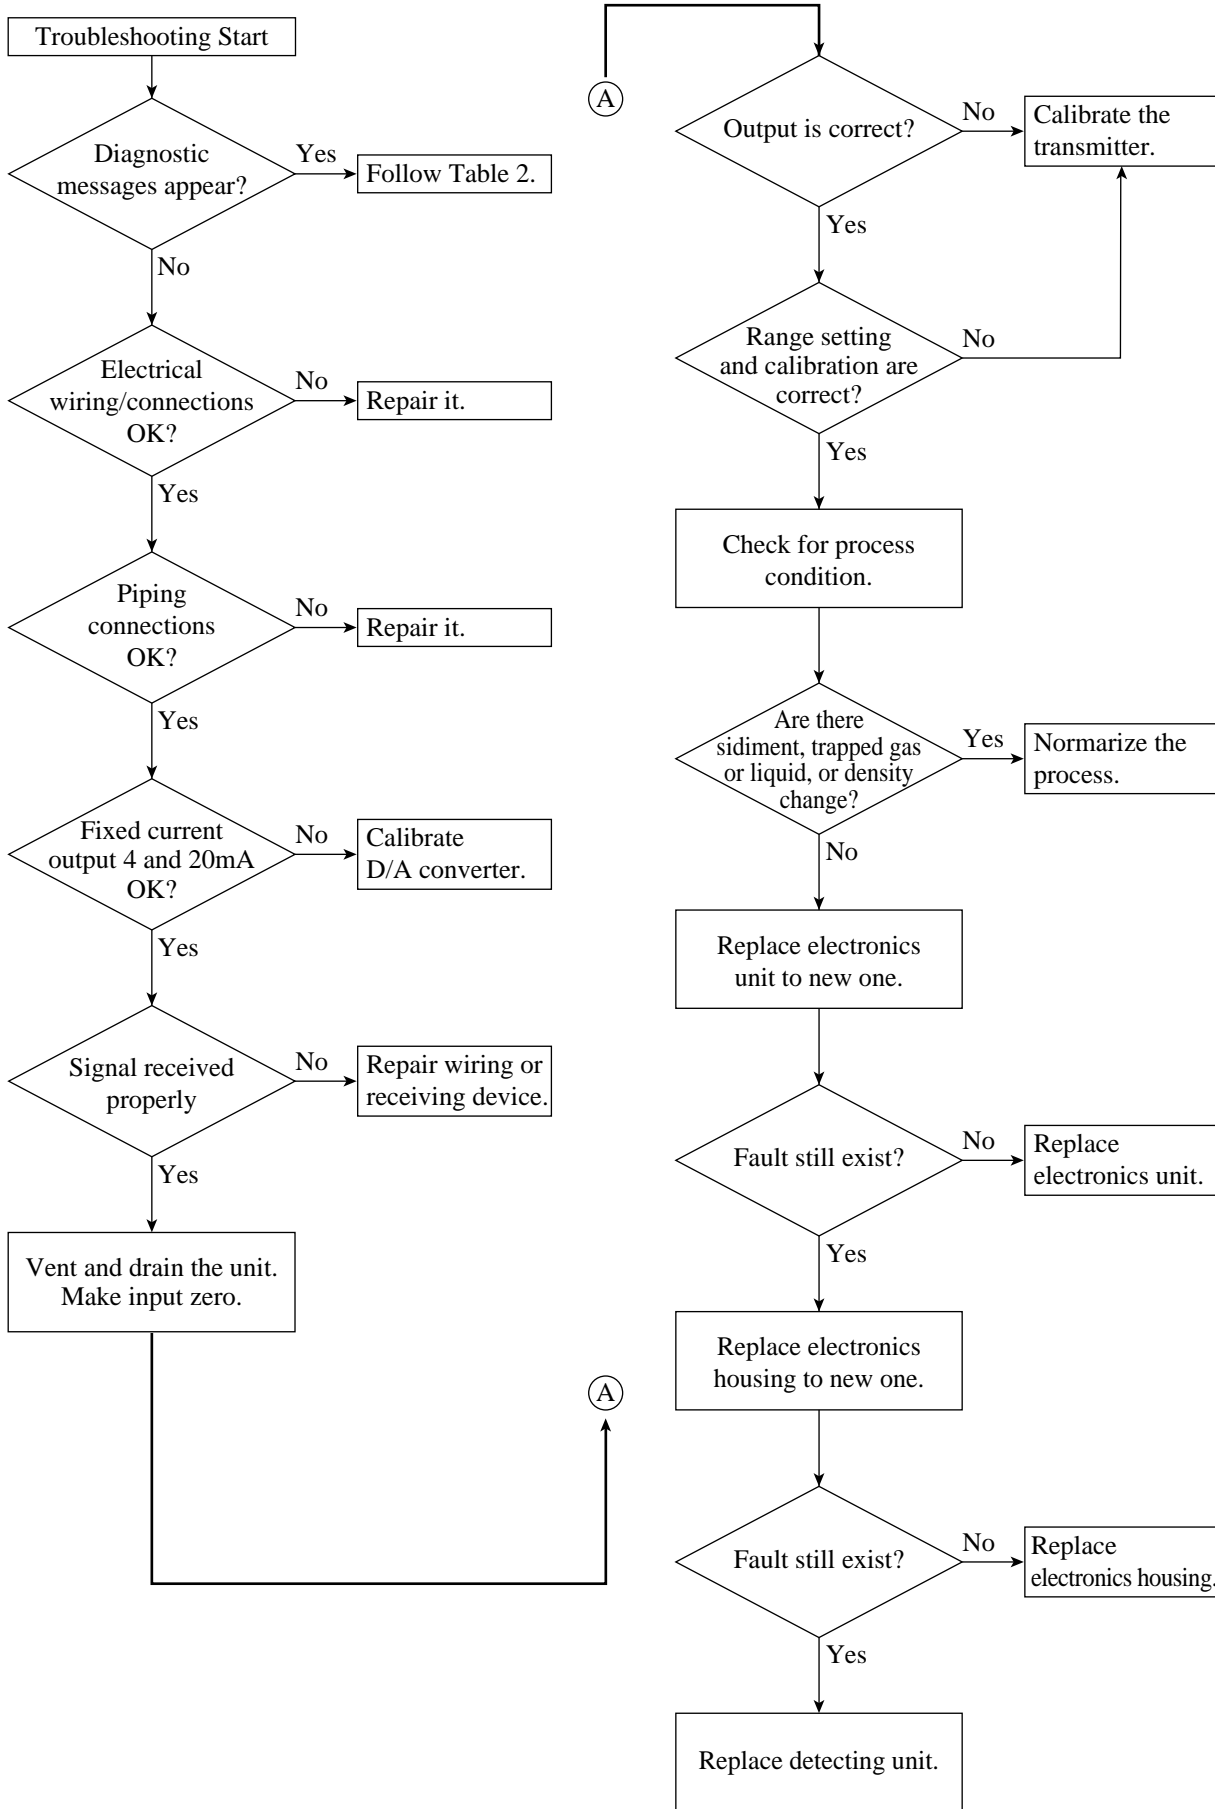 Troubleshooting Start
Diagnostic
messages appear?
Yes
Follow Table 2.
No
Electrical
wiring/connections
OK?
No
Repair it.
Yes
Piping
connections
OK?
No
Repair it.
Yes
Fixed current
output 4 and 20mA
OK?
No
Calibrate
D/A converter.
Yes
Signal received
properly
No
Repair wiring or
receiving device.
Yes
Vent and drain the unit.
Make input zero.
A
A
Output is correct?
No
Calibrate the
transmitter.
Yes
Range setting
and calibration are
correct?
No
Yes
Check for process
condition.
Are there
sidiment, trapped gas
or liquid, or density
change?
Yes
Normarize the
process.
No
Replace electronics
unit to new one.
Fault still exist?
No
Replace
electronics unit.
Yes
Replace electronics
housing to new one.
Fault still exist?
No
Replace
electronics housing.
Yes
Replace detecting unit.